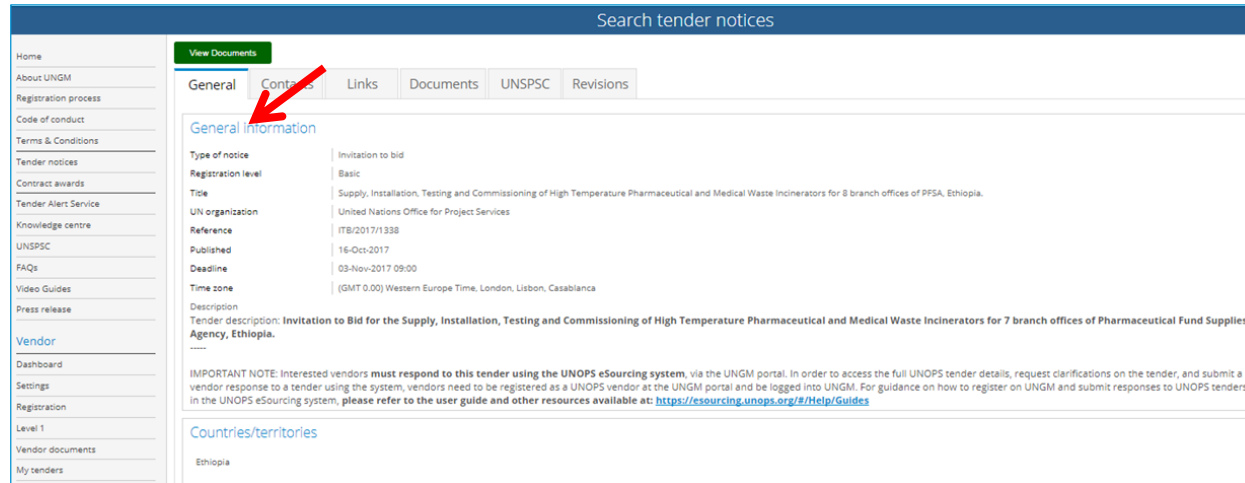 Search tender notices
Home
About UNGM
Registration process
Code of conduct
Terms & Conditions
Tender notices
Contract awards
Tender Alert Service
Knowledge centre
UNSPSC
FAQs
Video Guides
Press release
Vendor
Dashboard
Settings
Registration
Level 1
Vendor documents
My tenders
View Documents
General Contacts Links Documents UNSPSC Revisions
General information
Type of notice Invitation to bid
Registration level Basic
Title Supply, Installation, Testing and Commissioning of High Temperature Pharmaceutical and Medical Waste Incinerators for 8 branch offices of PFSA, Ethiopia.
UN organization United Nations Office for Project Services
Reference ITB/2017/1338
Published 16-Oct-2017
Deadline 03-Nov-2017 09:00
Time zone (GMT 0.00) Western Europe Time, London, Lisbon, Casablanca
Description
Tender description: Invitation to Bid for the Supply, Installation, Testing and Commissioning of High Temperature Pharmaceutical and Medical Waste Incinerators for 7 branch offices of Pharmaceutical Fund Supplies
Agency, Ethiopia.
-----
IMPORTANT NOTE: Interested vendors must respond to this tender using the UNOPS eSourcing system, via the UNGM portal. In order to access the full UNOPS tender details, request clarifications on the tender, and submit a
vendor response to a tender using the system, vendors need to be registered as a UNOPS vendor at the UNGM portal and be logged into UNGM. For guidance on how to register on UNGM and submit responses to UNOPS tenders
in the UNOPS eSourcing system, please refer to the user guide and other resources available at: https://esourcing.unops.org/#/Help/Guides
Countries/territories
Ethiopia